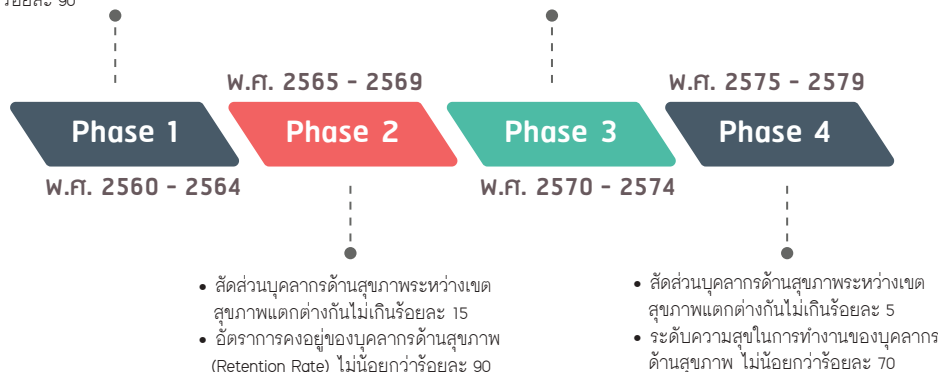 ร้อยละ 90
พ.ศ. 2565 - 2569
พ.ศ. 2575 - 2579
Phase 1
Phase 2
Phase 3
Phase 4
พ.ศ. 2560 - 2564
พ.ศ. 2570 - 2574
• สัดส่วนบุคลากรด้านสุขภาพระหว่างเขต
สุขภาพแตกต่างกันไม่เกินร้อยละ 15
• อัตราการคงอยู่ของบุคลากรด้านสุขภาพ
(Retention Rate) ไม่น้อยกว่าร้อยละ 90
• สัดส่วนบุคลากรด้านสุขภาพระหว่างเขต
สุขภาพแตกต่างกันไม่เกินร้อยละ 5
• ระดับความสุขในการทำงานของบุคลากร
ด้านสุขภาพ ไม่น้อยกว่าร้อยละ 70